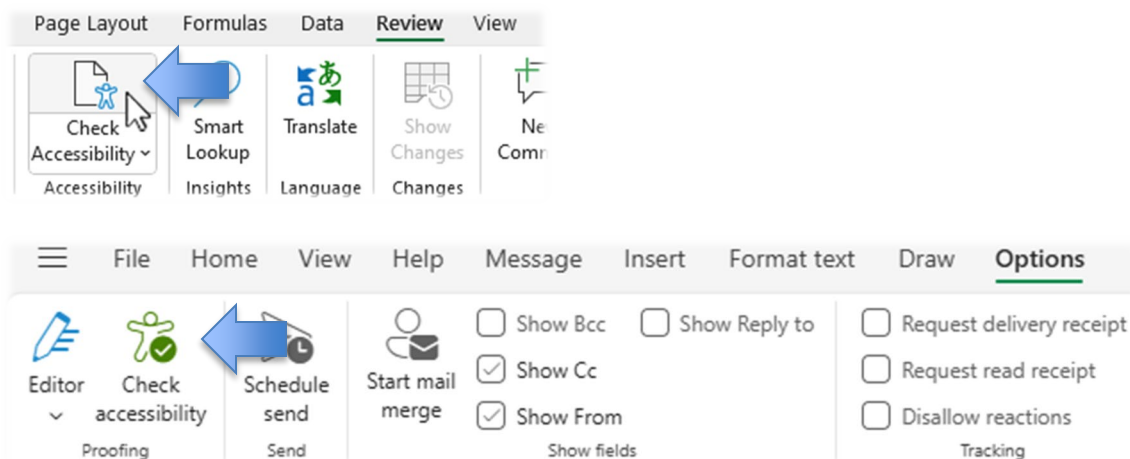 Page Layout Formulas Data Review View
Check Accessibility
Smart Lookup
Translate
Show Changes
Accessibility Insights Language Changes
File Home View Help Message Insert Format text Draw Options
Editor
Check accessibility
Schedule send
Start mail merge
Show Bcc Show Reply to
Show Cc
Show From
Request delivery receipt
Request read receipt
Disallow reactions
Proofing Send Show fields Tracking